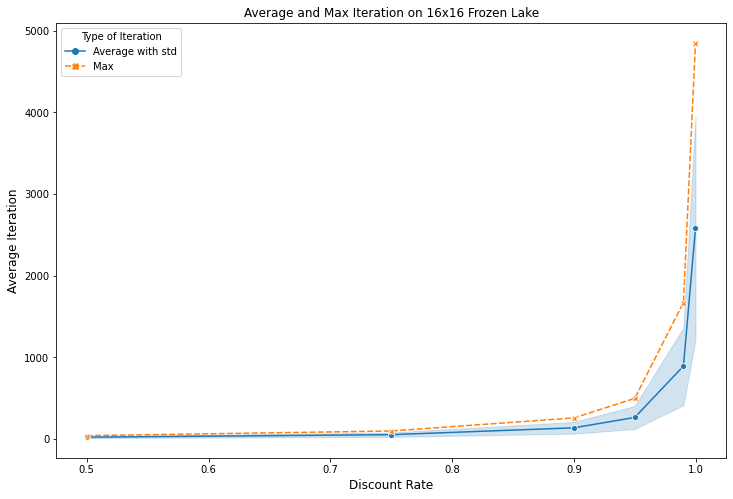 Average and Max Iteration on 16x16 Frozen Lake
Type of Iteration
Average with std
Max
Average Iteration
5000
4000
3000
2000
1000
0
0.5 0.6 0.7 0.8 0.9 1.0
Discount Rate